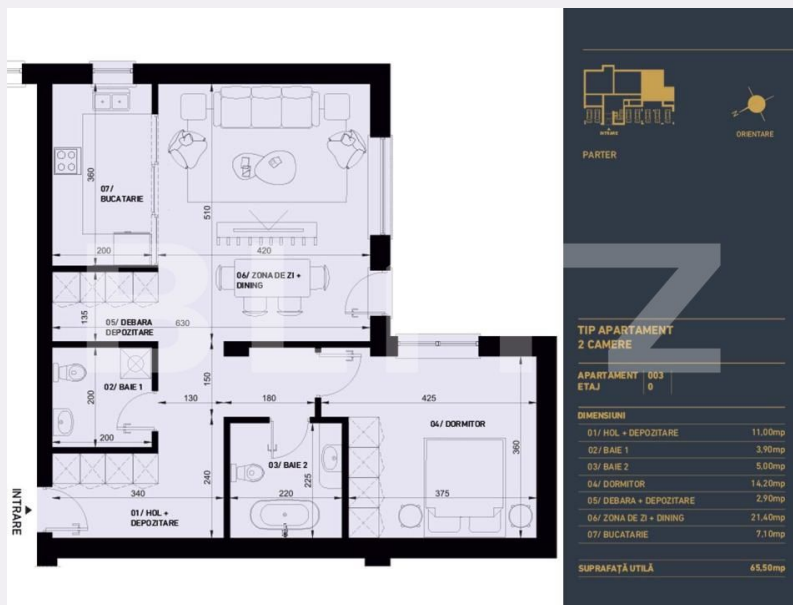 360
07/
BUCATARIE
200
510
420
06/ ZONA DE ZI +
DINING
135
05/ DEBARA
DEPOZITARE
630
02/ BAIE 1
200
200
150
130
180
425
04/ DORMITOR
360
240
03/ BAIE 2
225
340
220
375
01/ HOL +
DEPOZITARE
INTRARE
INTRARE
N
ORIENTARE
PARTER
TIP APARTAMENT
2 CAMERE
APARTAMENT 003
ETAJ 0
DIMENSIUNI
01/ HOL + DEPOZITARE 11,00mp
02/ BAIE 1 3,90mp
03/ BAIE 2 5,00mp
04/ DORMITOR 14,20mp
05/ DEBARA + DEPOZITARE 2,90mp
06/ ZONA DE ZI + DINING 21,40mp
07/ BUCATARIE 7,10mp
SUPRAFAȚĂ UTILĂ 65,50mp